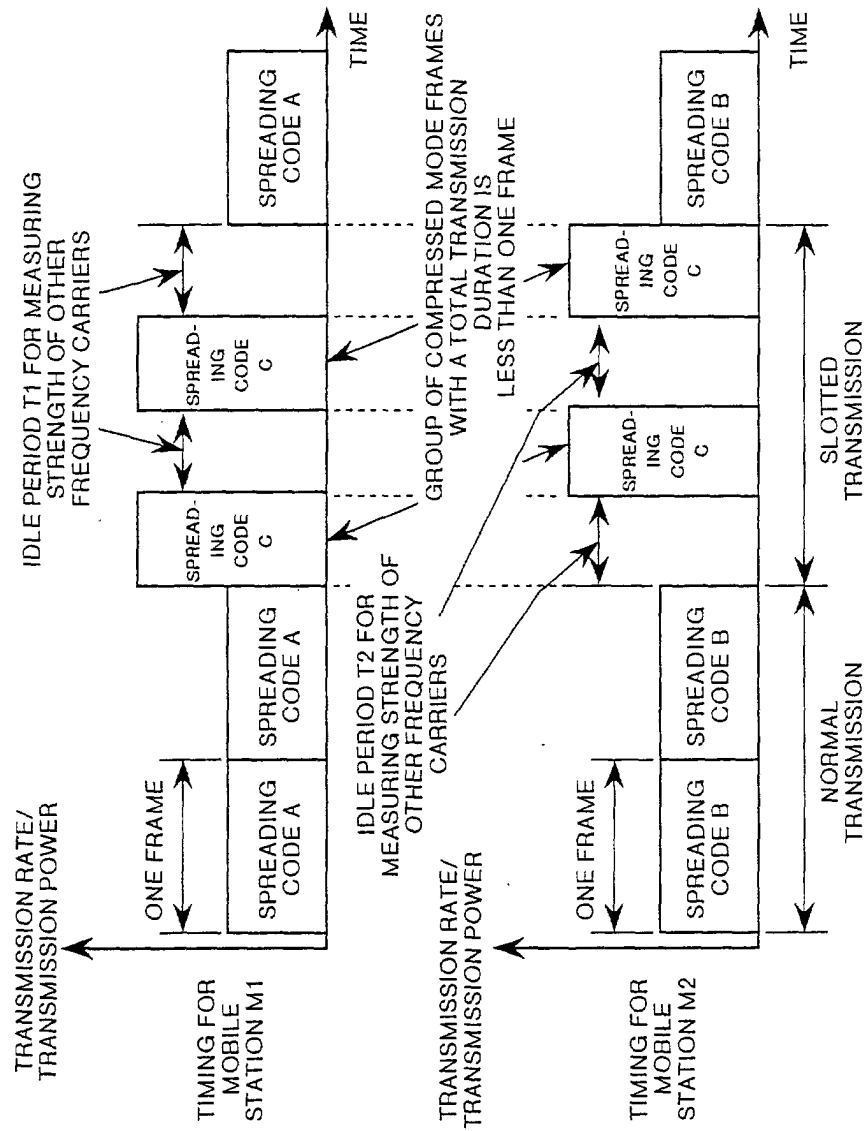 TRANSMISSION RATE/
TRANSMISSION POWER
TIMING FOR
MOBILE
STATION M1
ONE FRAME
SPREADING
CODE A
SPREADING
CODE A
SPREAD-
ING
CODE
C
SPREAD-
ING
CODE
C
SPREADING
CODE A
IDLE PERIOD T1 FOR MEASURING
STRENGTH OF OTHER
FREQUENCY CARRIERS
TIME
IDLE PERIOD T2 FOR
MEASURING STRENGTH OF
OTHER FREQUENCY
CARRIERS
GROUP OF COMPRESSED MODE FRAMES
WITH A TOTAL TRANSMISSION
DURATION IS
LESS THAN ONE FRAME
TRANSMISSION RATE/
TRANSMISSION POWER
TIMING FOR
MOBILE
STATION M2
ONE FRAME
SPREADING
CODE B
SPREADING
CODE B
SPREAD-
ING
CODE
C
SPREAD-
ING
CODE
C
SPREADING
CODE B
TIME
NORMAL
TRANSMISSION
SLOTTED
TRANSMISSION